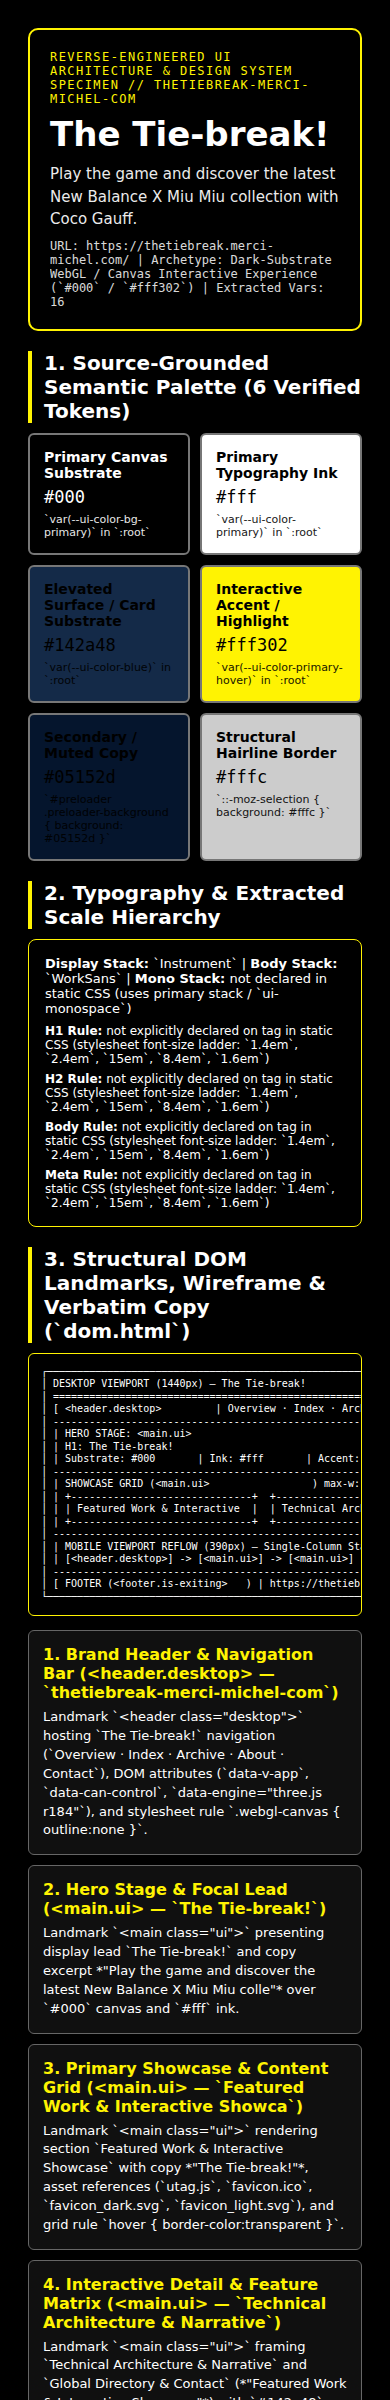 REVERSE-ENGINEERED UI
ARCHITECTURE & DESIGN SYSTEM
SPECIMEN // THETIEBREAK-MERCI-
MICHEL-COM
The Tie-break!
Play the game and discover the latest
New Balance X Miu Miu collection with
Coco Gauff.
URL: https://thetiebreak.merci-
michel.com/ | Archetype: Dark-Substrate
WebGL / Canvas Interactive Experience
(`#000` / `#fff302`) | Extracted Vars:
16
1. Source-Grounded
Semantic Palette (6 Verified
Tokens)
Primary Canvas
Substrate
#000
`var(--ui-color-bg-
primary)` in `:root`
Primary
Typography Ink
#fff
`var(--ui-color-
primary)` in `:root`
Elevated
Surface / Card
Substrate
#142a48
`var(--ui-color-blue)` in
`:root`
Interactive
Accent /
Highlight
#fff302
`var(--ui-color-primary-
hover)` in `:root`
Secondary /
Muted Copy
#05152d
`#preloader
.preloader-background
{ background:
#05152d }`
Structural
Hairline Border
#fffc
`::-moz-selection {
background: #fffc }`
2. Typography & Extracted
Scale Hierarchy
Display Stack: `Instrument` | Body Stack:
`WorkSans` | Mono Stack: not declared in
static CSS (uses primary stack / `ui-
monospace`)
H1 Rule: not explicitly declared on tag in static
CSS (stylesheet font-size ladder: `1.4em`,
`2.4em`, `15em`, `8.4em`, `1.6em`)
H2 Rule: not explicitly declared on tag in static
CSS (stylesheet font-size ladder: `1.4em`,
`2.4em`, `15em`, `8.4em`, `1.6em`)
Body Rule: not explicitly declared on tag in
static CSS (stylesheet font-size ladder: `1.4em`,
`2.4em`, `15em`, `8.4em`, `1.6em`)
Meta Rule: not explicitly declared on tag in
static CSS (stylesheet font-size ladder: `1.4em`,
`2.4em`, `15em`, `8.4em`, `1.6em`)
3. Structural DOM
Landmarks, Wireframe &
Verbatim Copy
(`dom.html`)
DESKTOP VIEWPORT (1440px) — The Tie-break!
[ <header.desktop> | Overview · Index · Arc
| HERO STAGE: <main.ui>
| H1: The Tie-break!
| Substrate: #000 | Ink: #fff | Accent:
| SHOWCASE GRID (<main.ui> ) max-w:
| | Featured Work & Interactive | | Technical Arc
| MOBILE VIEWPORT REFLOW (390px) — Single-Column St
| [<header.desktop>] -> [<main.ui>] -> [<main.ui>]
[ FOOTER (<footer.is-exiting> ) | https://thetieb
1. Brand Header & Navigation
Bar (<header.desktop> —
`thetiebreak-merci-michel-com`)
Landmark `<header class="desktop">`
hosting `The Tie-break!` navigation
(`Overview · Index · Archive · About ·
Contact`), DOM attributes (`data-v-app`,
`data-can-control`, `data-engine="three.js
r184"`), and stylesheet rule `.webgl-canvas {
outline:none }`.
2. Hero Stage & Focal Lead
(<main.ui> — `The Tie-break!`)
Landmark `<main class="ui">` presenting
display lead `The Tie-break!` and copy
excerpt *"Play the game and discover the
latest New Balance X Miu Miu colle"* over
`#000` canvas and `#fff` ink.
3. Primary Showcase & Content
Grid (<main.ui> — `Featured
Work & Interactive Showca`)
Landmark `<main class="ui">` rendering
section `Featured Work & Interactive
Showcase` with copy *"The Tie-break!"*,
asset references (`utag.js`, `favicon.ico`,
`favicon_dark.svg`, `favicon_light.svg`), and
grid rule `hover { border-color:transparent }`.
4. Interactive Detail & Feature
Matrix (<main.ui> — `Technical
Architecture & Narrative`)
Landmark `<main class="ui">` framing
`Technical Architecture & Narrative` and
`Global Directory & Contact` (*"Featured Work